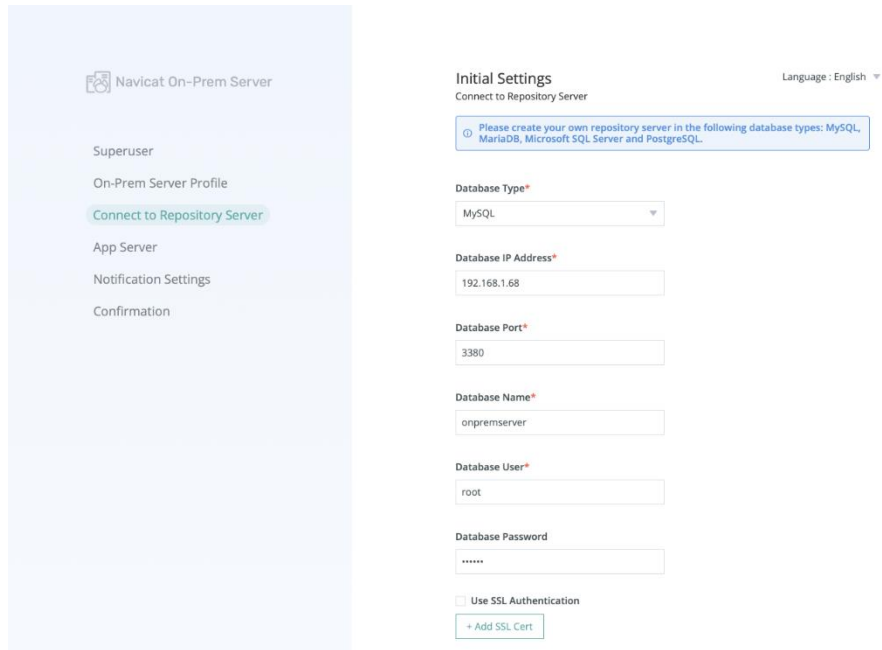 Navicat On-Prem Server
Superuser
On-Prem Server Profile
Connect to Repository Server
App Server
Notification Settings
Confirmation
Initial Settings
Language : English
Connect to Repository Server
Please create your own repository server in the following database types: MySQL,
MariaDB, Microsoft SQL Server and PostgreSQL.
Database Type*
MySQL
Database IP Address*
192.168.1.68
Database Port*
3380
Database Name*
onpremserver
Database User*
root
Database Password
••••••
Use SSL Authentication
+ Add SSL Cert